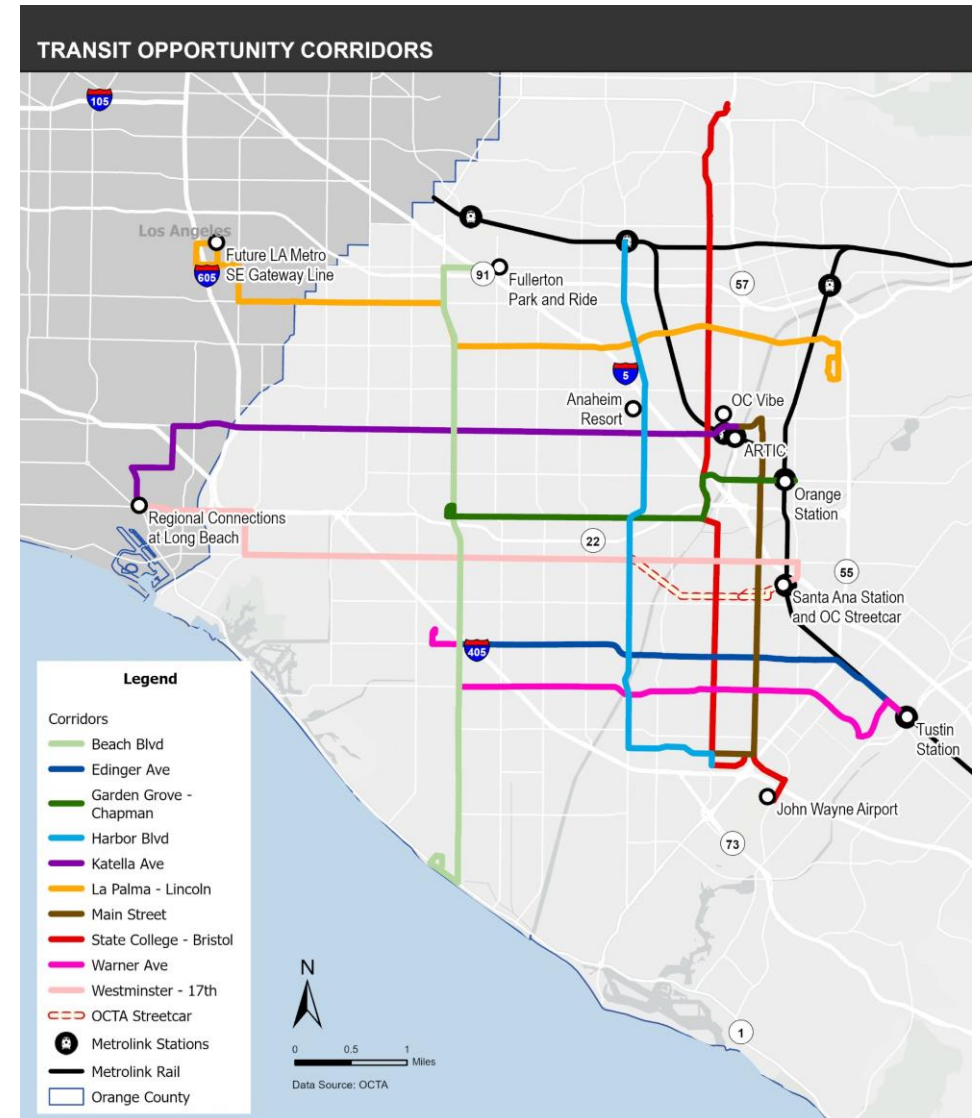 TRANSIT OPPORTUNITY CORRIDORS
105
Los Angeles
Future LA Metro
SE Gateway Line
605
91
Fullerton
Park and Ride
57
5
Anaheim
Resort
OC Vibe
ARTIC
Orange
Station
Regional Connections
at Long Beach
22
55
Santa Ana Station
and OC Streetcar
405
Tustin
Station
John Wayne Airport
73
1
Legend
Corridors
Beach Blvd
Edinger Ave
Garden Grove -
Chapman
Harbor Blvd
Katella Ave
La Palma - Lincoln
Main Street
State College - Bristol
Warner Ave
Westminster - 17th
OCTA Streetcar
Metrolink Stations
Metrolink Rail
Orange County
N
0 0.5 1
Miles
Data Source: OCTA